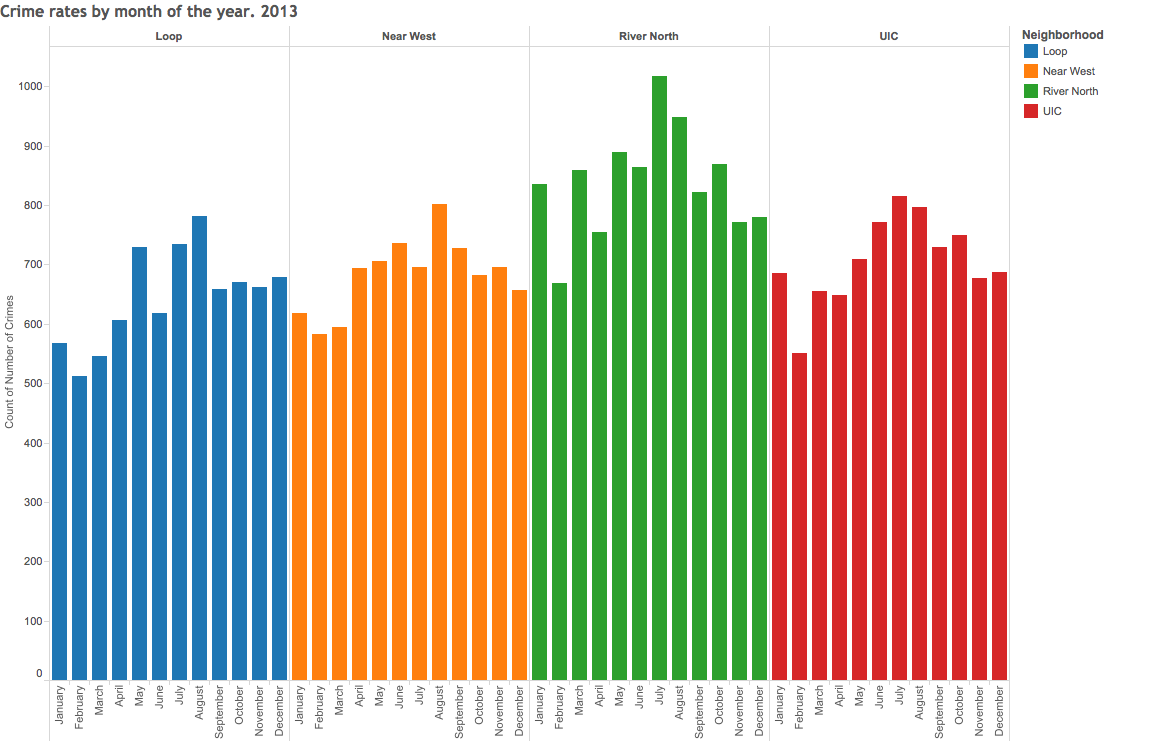 Crime rates by month of the year. 2013
Loop Near West River North UIC
Neighborhood
Loop
Near West
River North
UIC
Count of Number of Crimes
1000
900
800
700
600
500
400
300
200
100
0
January February March April May June July August September October November December January February March April May June July August September October November December January February March April May June July August September October November December January February March April May June July August September October November December